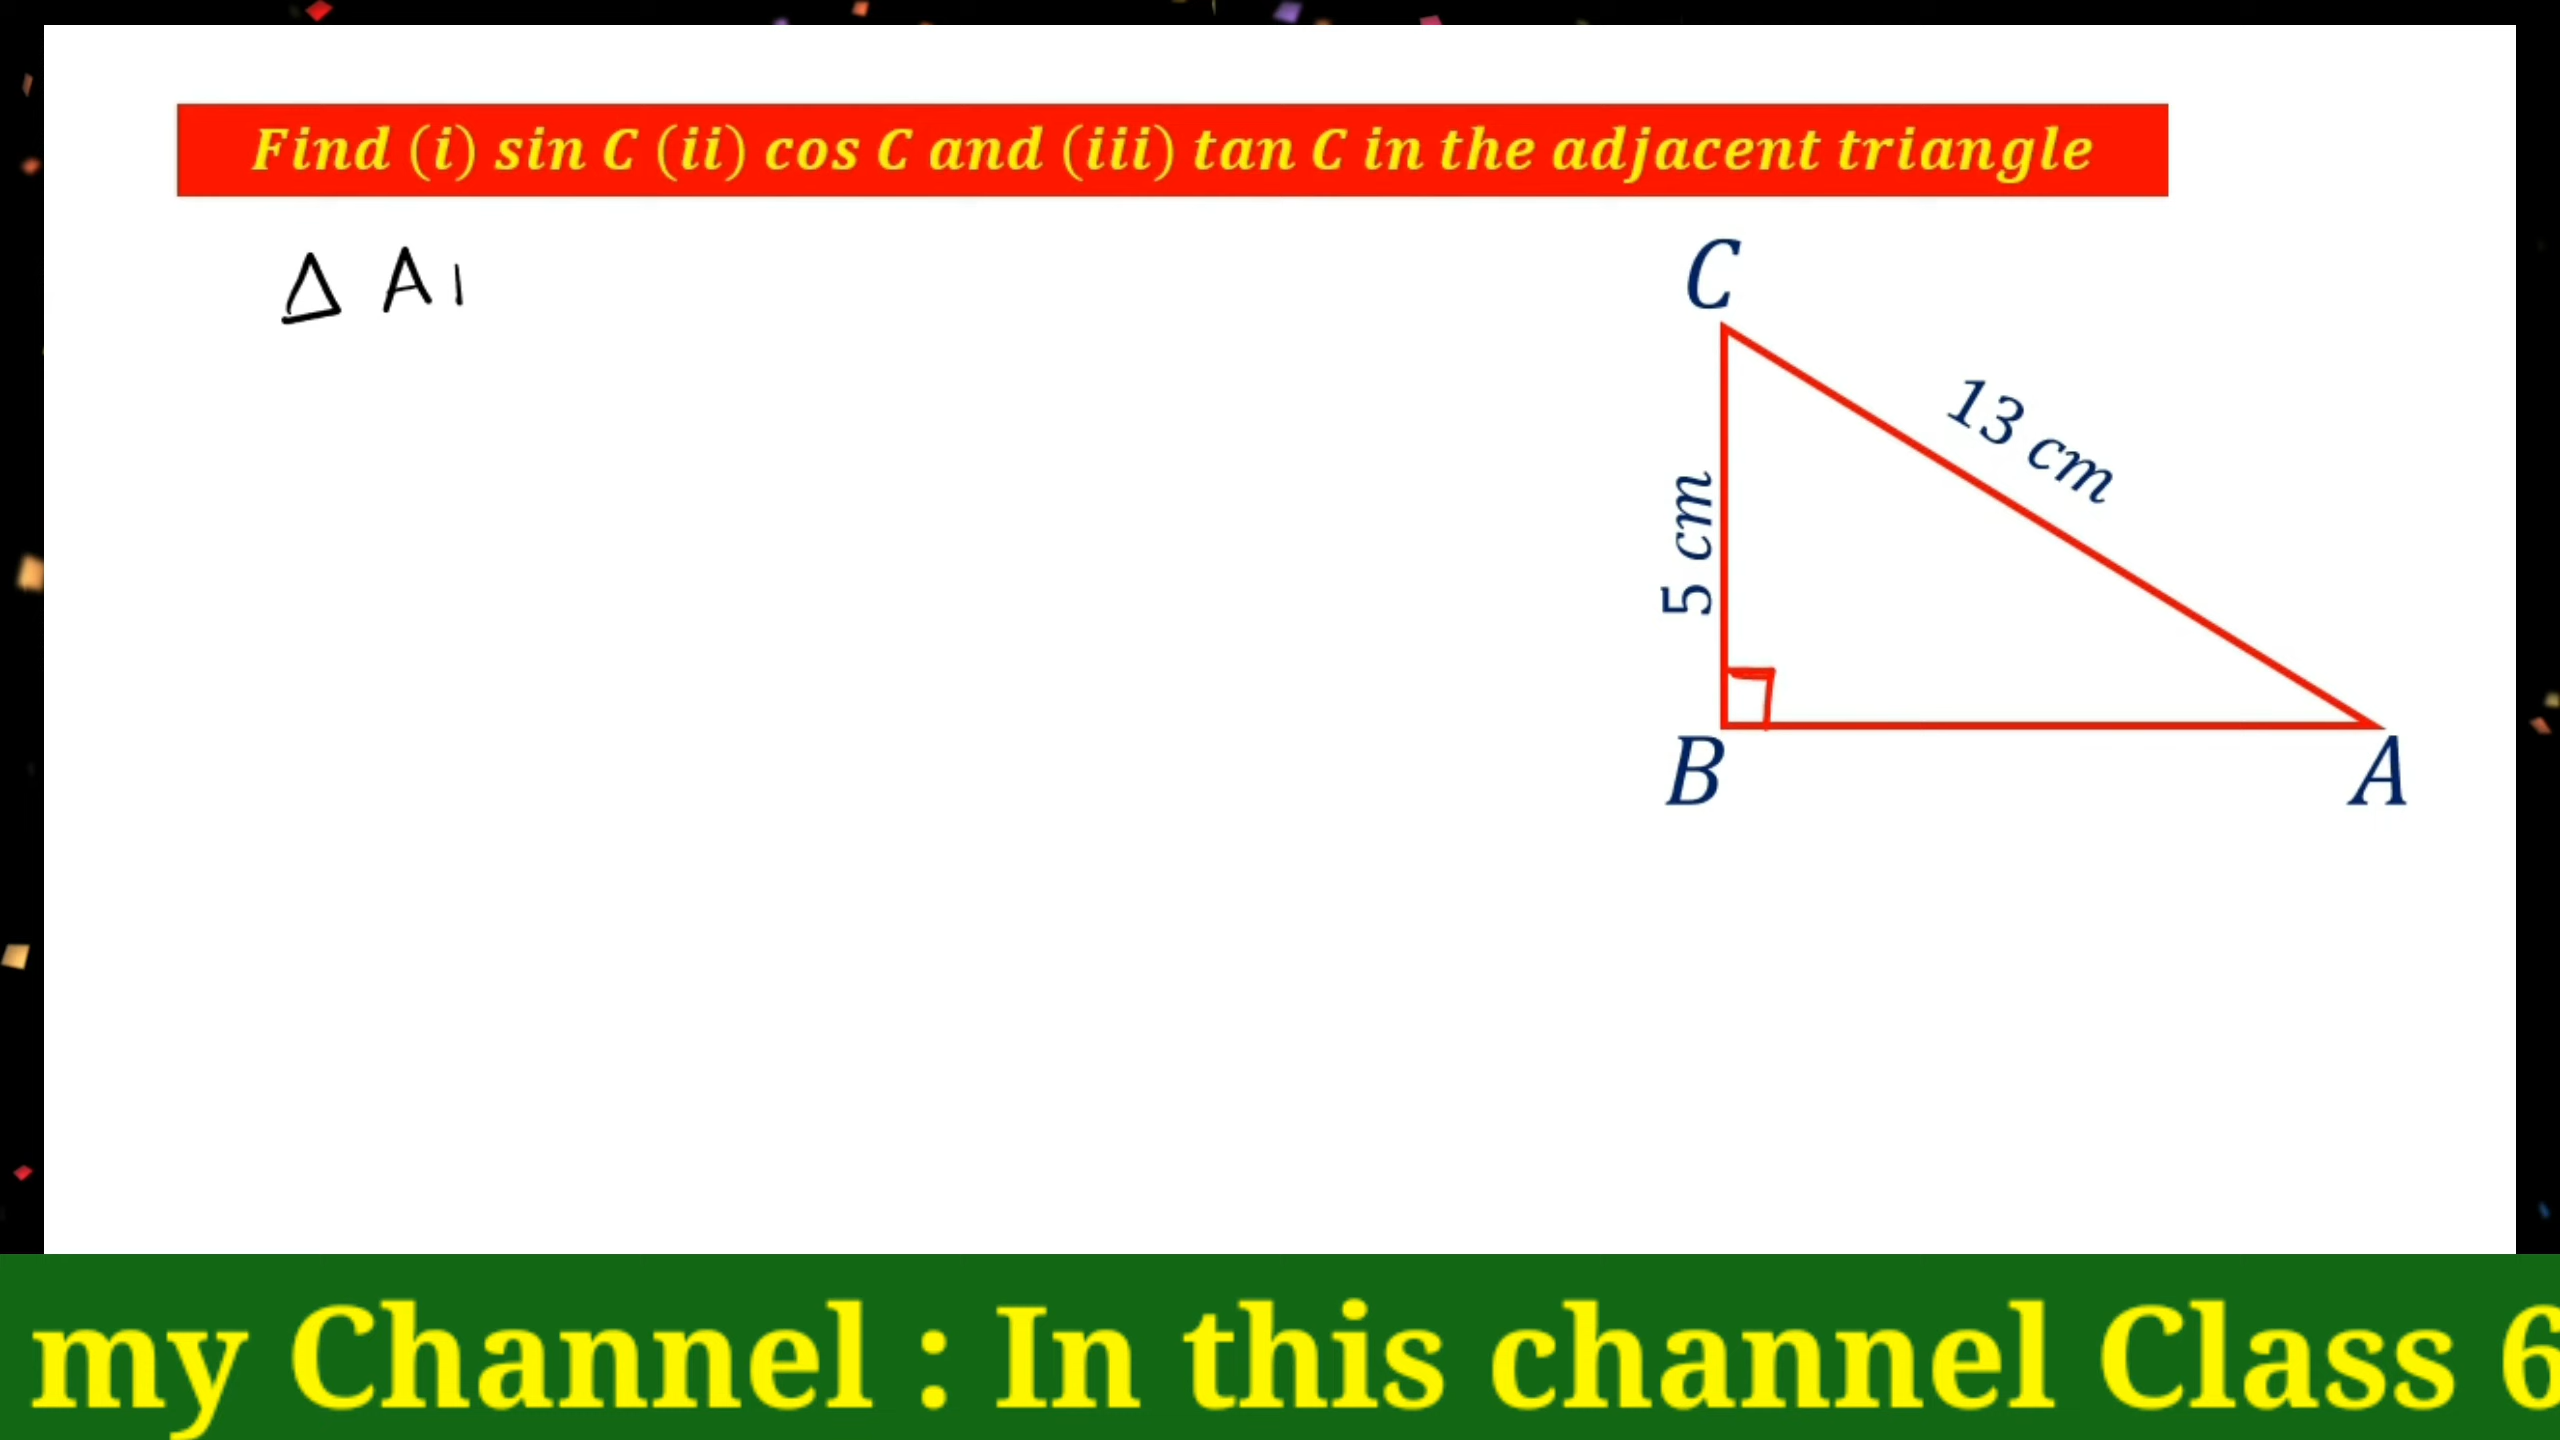 Find (i) sin C (ii) cos C and (iii) tan C in the adjacent triangle
Δ A
C
13 cm
5 cm
B
A
my Channel : In this channel Class 6